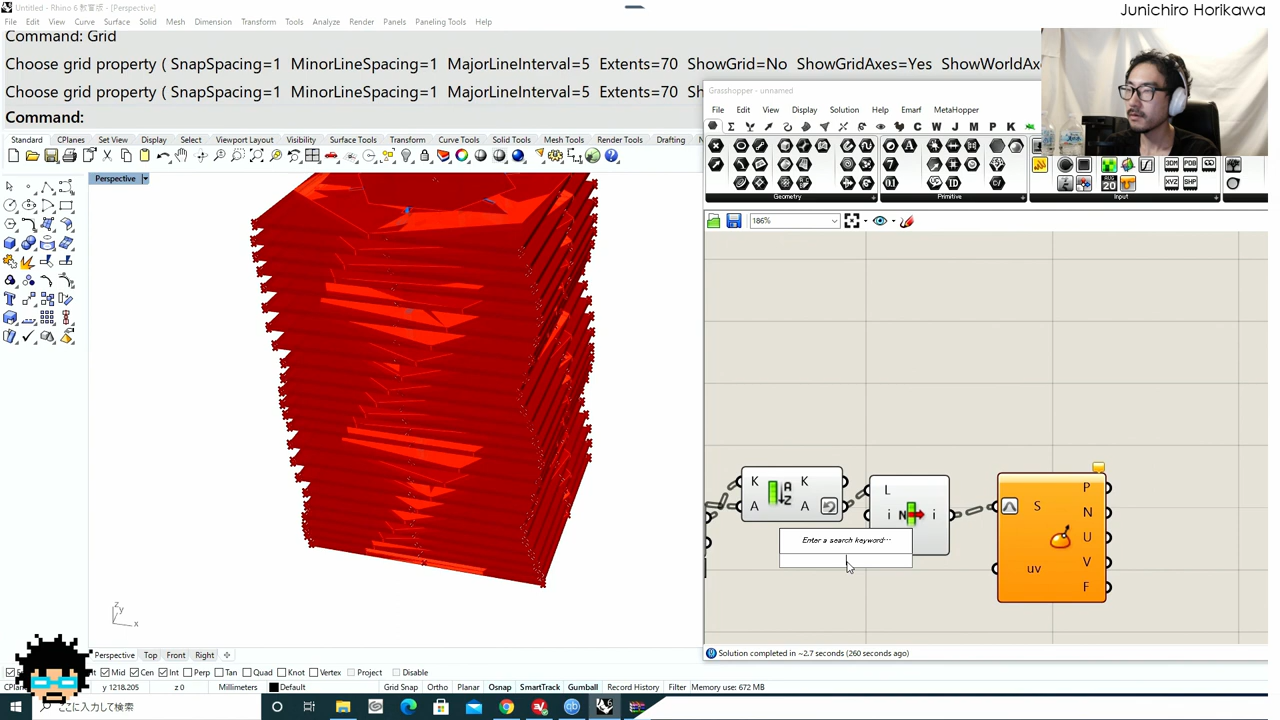 Untitled - Rhino 6 教育版 - [Perspective]
Junichiro Horikawa
File Edit View Curve Surface Solid Mesh Dimension Transform Tools Analyze Render Panels Paneling Tools Help
Command: Grid
Choose grid property ( SnapSpacing=1 MinorLineSpacing=1 MajorLineInterval=5 Extents=70 ShowGrid=No ShowGridAxes=Yes ShowWorldAxe
Choose grid property ( SnapSpacing=1 MinorLineSpacing=1 MajorLineInterval=5 Extents=70 Sh
Command:
Standard CPlanes Set View Display Select Viewport Layout Visibility Transform Curve Tools Surface Tools Solid Tools Mesh Tools Render Tools Drafting
Perspective
Grasshopper - unnamed
File Edit View Display Solution Help Emarf MetaHopper
C W J M P K
Geometry Primitive Input
186%
K K
A A
L
i N i
Enter a search keyword...
S
uv
P
N
U
V
F
z y x
Perspective Top Front Right
Mid Cen Int Perp Tan Quad Knot Vertex Project Disable
CPlan y 1218.205 z 0 Millimeters Default Grid Snap Ortho Planar Osnap SmartTrack Gumball Record History Filter Memory use: 672 MB
Solution completed in ~2.7 seconds (260 seconds ago)
ここに入力して検索